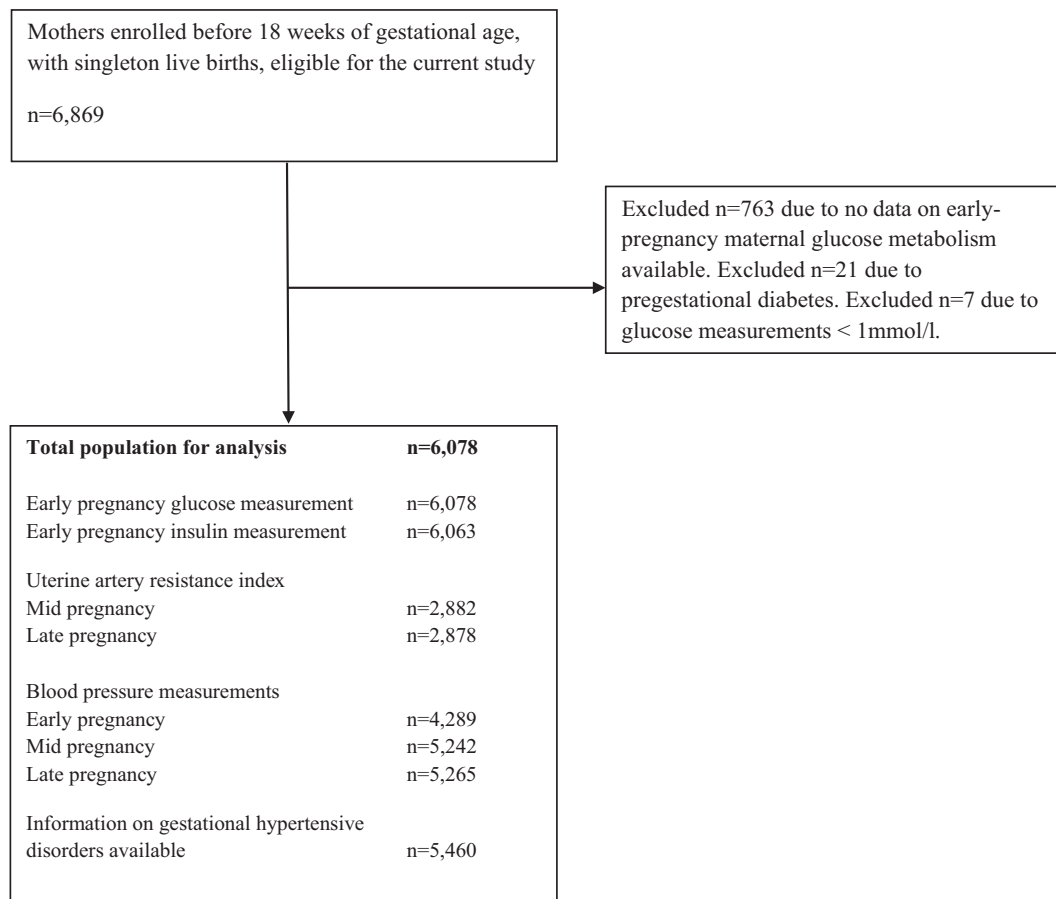 Mothers enrolled before 18 weeks of gestational age,
with singleton live births, eligible for the current study
n=6,869
Excluded n=763 due to no data on early-
pregnancy maternal glucose metabolism
available. Excluded n=21 due to
pregestational diabetes. Excluded n=7 due to
glucose measurements < 1mmol/l.
Total population for analysis n=6,078
Early pregnancy glucose measurement n=6,078
Early pregnancy insulin measurement n=6,063
Uterine artery resistance index
Mid pregnancy n=2,882
Late pregnancy n=2,878
Blood pressure measurements
Early pregnancy n=4,289
Mid pregnancy n=5,242
Late pregnancy n=5,265
Information on gestational hypertensive
disorders available n=5,460